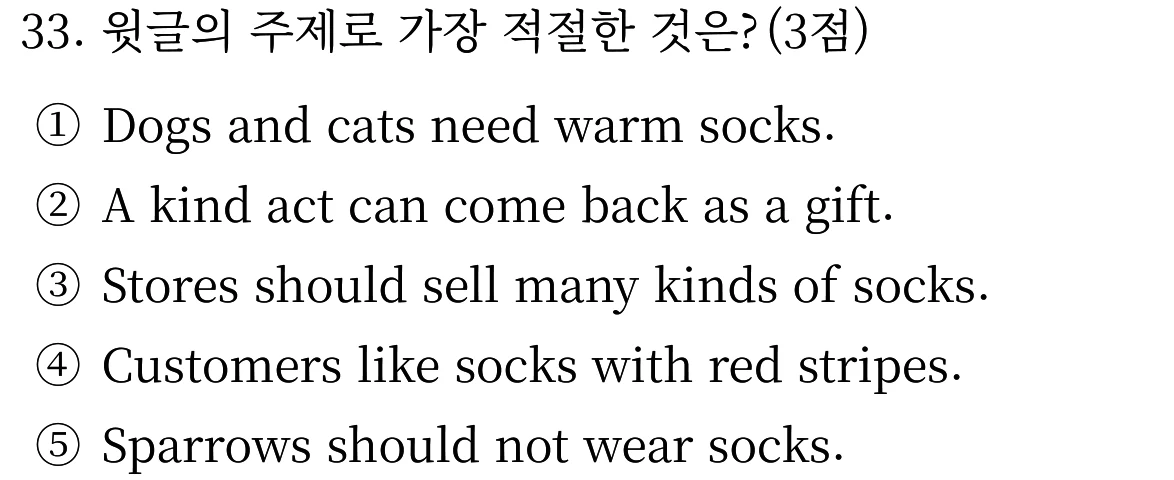 33. 윗글의 주제로 가장 적절한 것은? (3점)
① Dogs and cats need warm socks.
② A kind act can come back as a gift.
③ Stores should sell many kinds of socks.
④ Customers like socks with red stripes.
⑤ Sparrows should not wear socks.